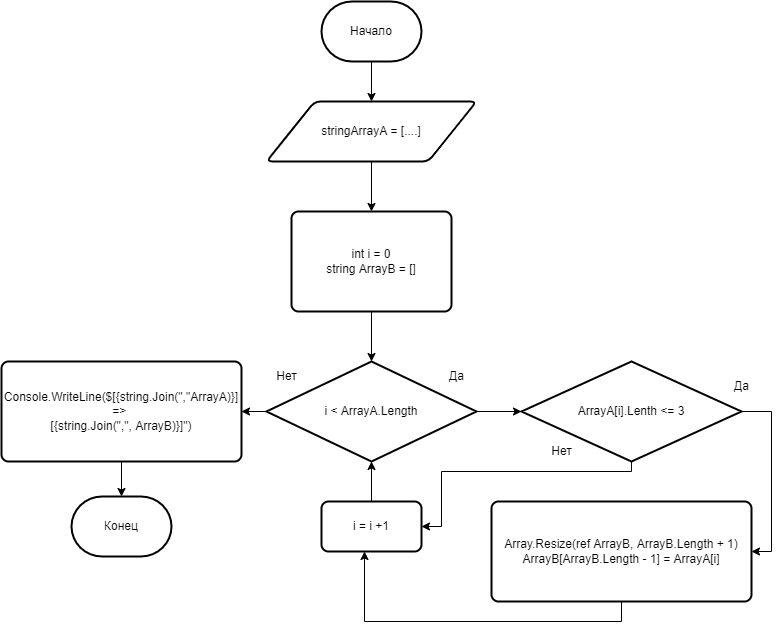 Начало
stringArrayA = [....]
int i = 0
string ArrayB = []
Нет
Да
Console.WriteLine($[{string.Join(","ArrayA)}]
=>
[{string.Join(",", ArrayB)}]")
i < ArrayA.Length
ArrayA[i].Lenth <= 3
Да
Нет
Конец
i = i +1
Array.Resize(ref ArrayB, ArrayB.Length + 1)
ArrayB[ArrayB.Length - 1] = ArrayA[i]